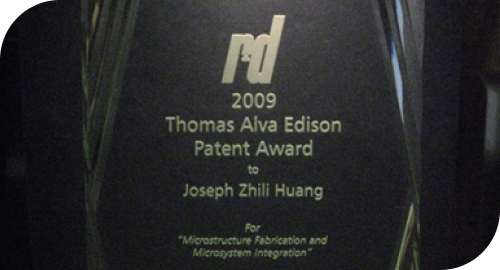 r&d
2009
Thomas Alva Edison
Patent Award
to
Joseph Zhili Huang
For
"Microstructure Fabrication and
Microsystem Integration"